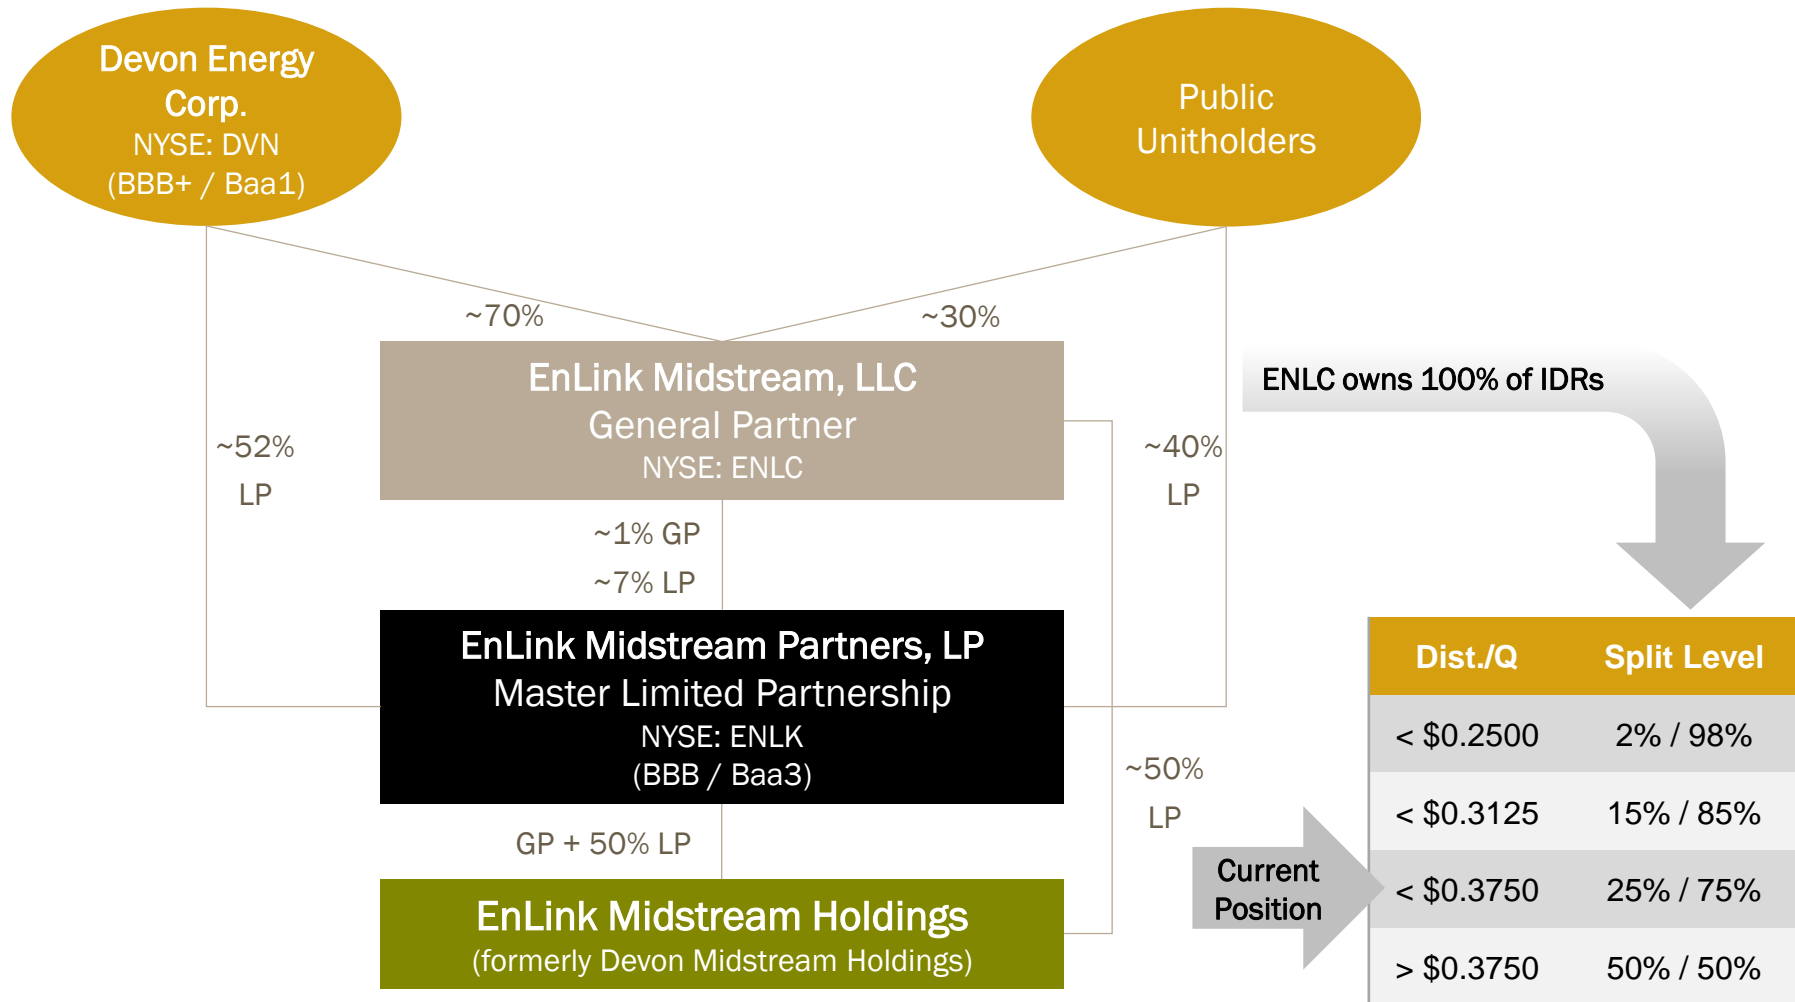 Devon Energy
Corp.
NYSE: DVN
(BBB+ / Baa1)
Public
Unitholders
~70%
~30%
EnLink Midstream, LLC
General Partner
NYSE: ENLC
ENLC owns 100% of IDRs
~52%
LP
~40%
LP
~1% GP
~7% LP
EnLink Midstream Partners, LP
Master Limited Partnership
NYSE: ENLK
(BBB / Baa3)
~50%
LP
GP + 50% LP
EnLink Midstream Holdings
(formerly Devon Midstream Holdings)
Current
Position
Dist./Q Split Level
< $0.2500 2% / 98%
< $0.3125 15% / 85%
< $0.3750 25% / 75%
> $0.3750 50% / 50%